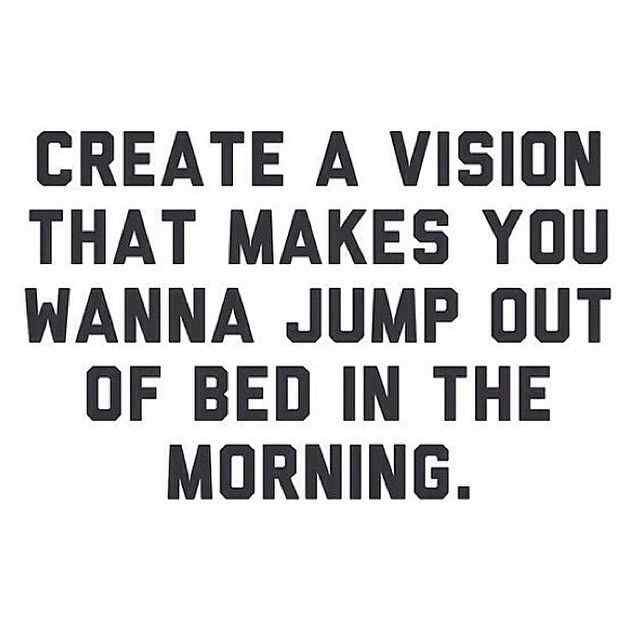 CREATE A VISION
THAT MAKES YOU
WANNA JUMP OUT
OF BED IN THE
MORNING.